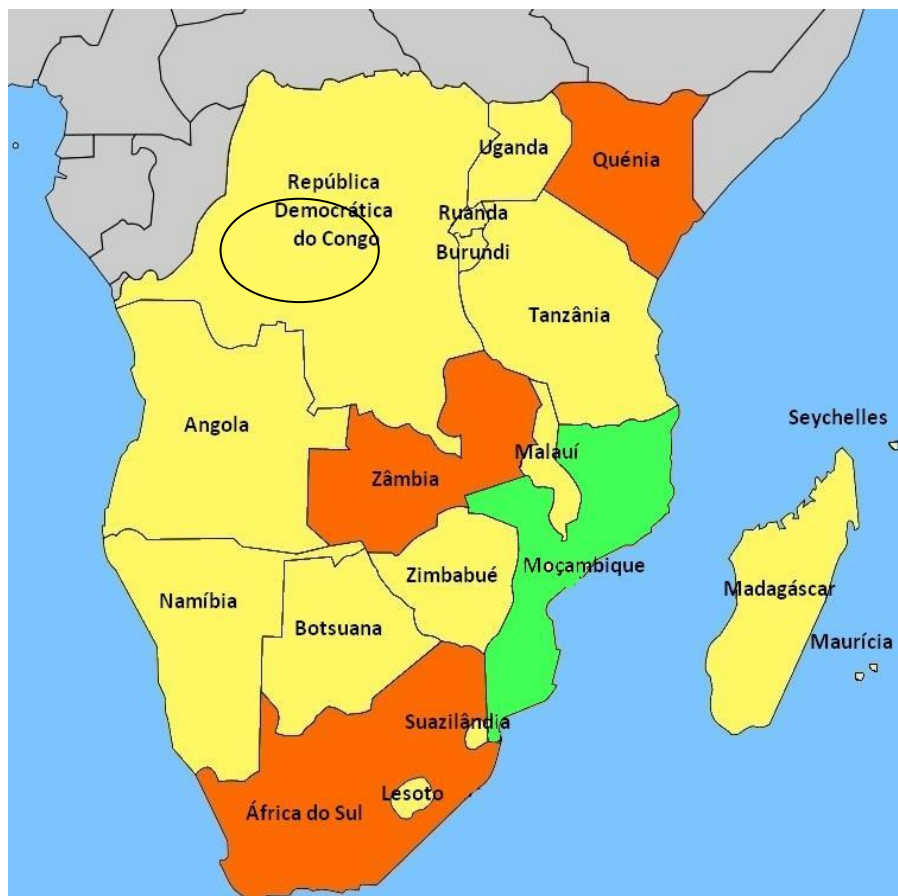 Uganda
Quénia
República
Democrática
do Congo
Ruanda
Burundi
Tanzânia
Angola
Seychelles
Malauí
Zâmbia
Moçambique
Zimbabué
Madagáscar
Namíbia
Botsuana
Maurícia
Suazilândia
Lesoto
África do Sul